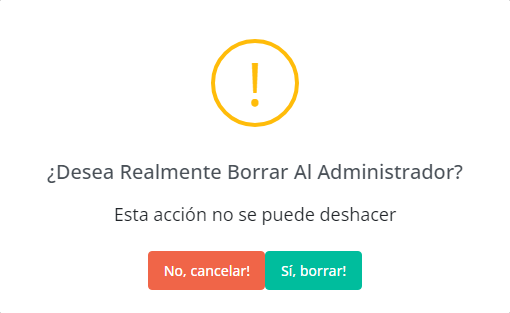 !
¿Desea Realmente Borrar Al Administrador?
Esta acción no se puede deshacer
No, cancelar! Sí, borrar!